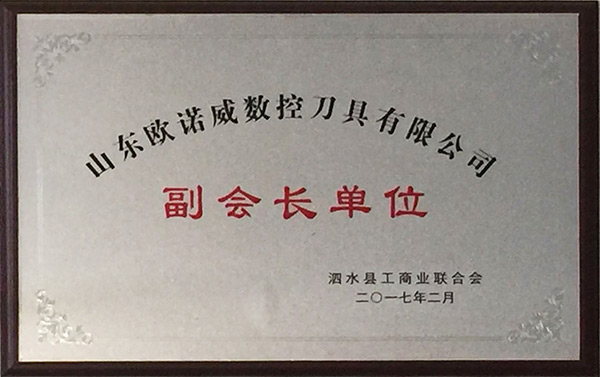 山东欧诺威数控刀具有限公司
副会长单位
泗水县工商业联合会
二〇一七年二月